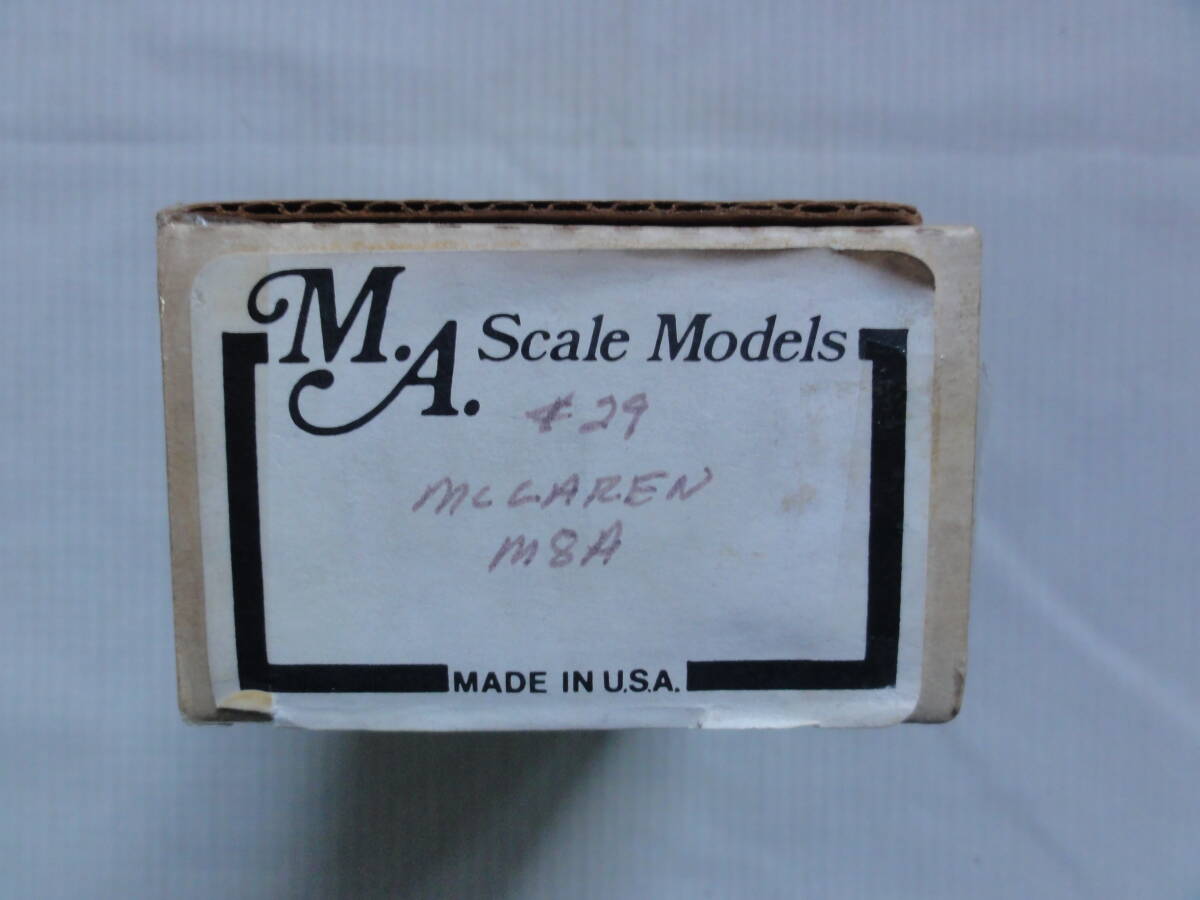 M.A. Scale Models
#29
MCLAREN
M8A
MADE IN U.S.A.